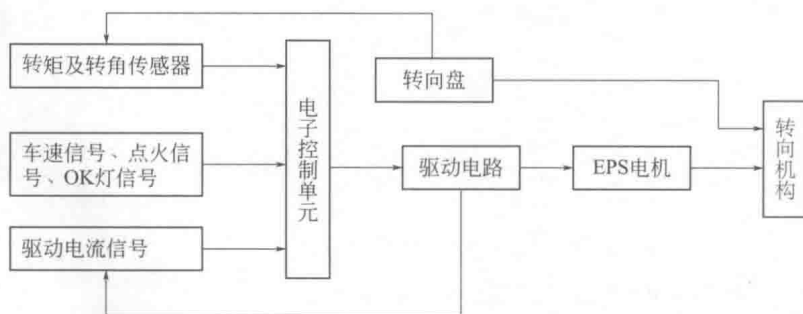 转矩及转角传感器
转向盘
电子控制单元
转向机构
车速信号、点火信
号、OK灯信号
驱动电路
EPS电机
驱动电流信号